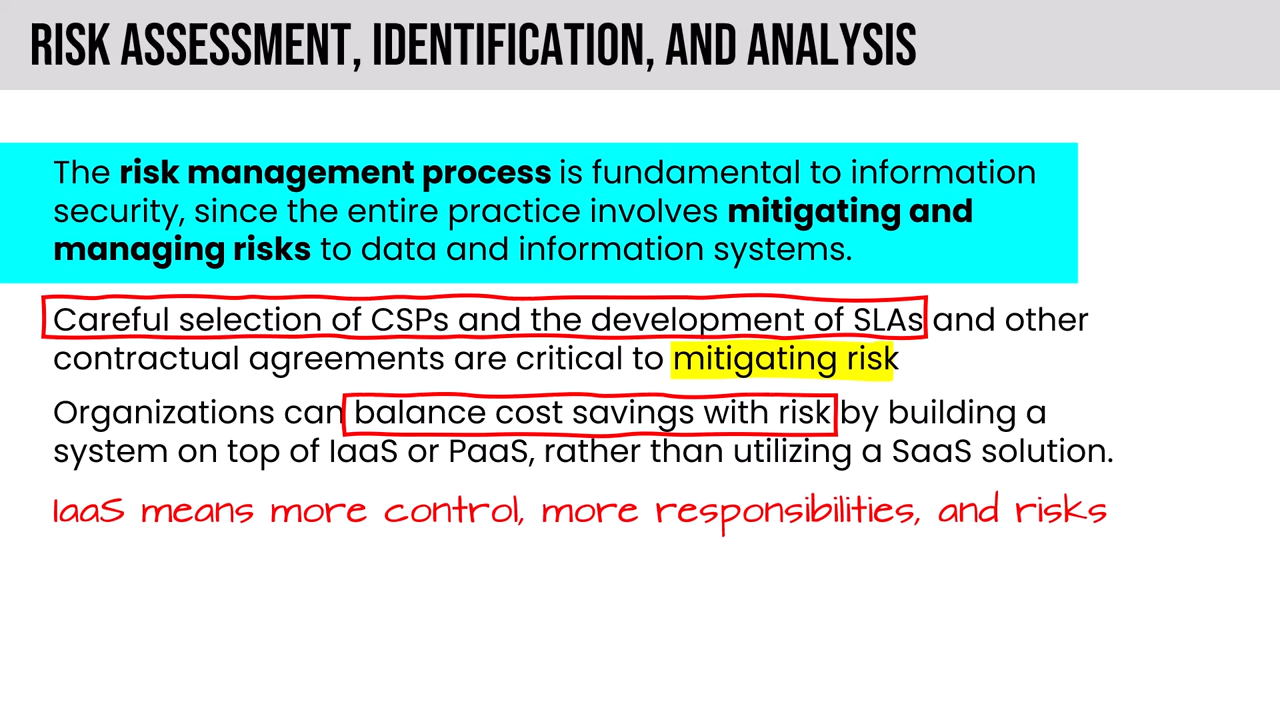 RISK ASSESSMENT, IDENTIFICATION, AND ANALYSIS
The risk management process is fundamental to information
security, since the entire practice involves mitigating and
managing risks to data and information systems.
Careful selection of CSPs and the development of SLAs and other
contractual agreements are critical to mitigating risk
Organizations can balance cost savings with risk by building a
system on top of IaaS or PaaS, rather than utilizing a SaaS solution.
IaaS means more control, more responsibilities, and risks